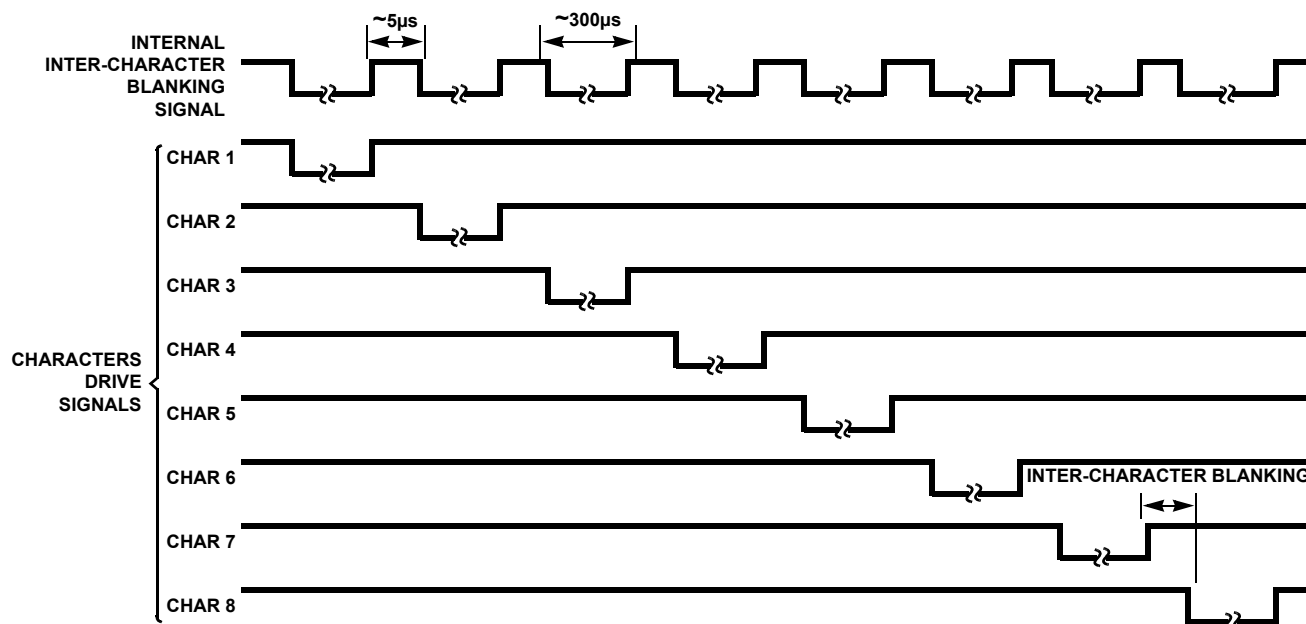 ~5µs
~300µs
INTERNAL
INTER-CHARACTER
BLANKING
SIGNAL
CHAR 1
CHAR 2
CHAR 3
CHAR 4
CHARACTERS
DRIVE
SIGNALS
CHAR 5
CHAR 6
INTER-CHARACTER BLANKING
CHAR 7
CHAR 8